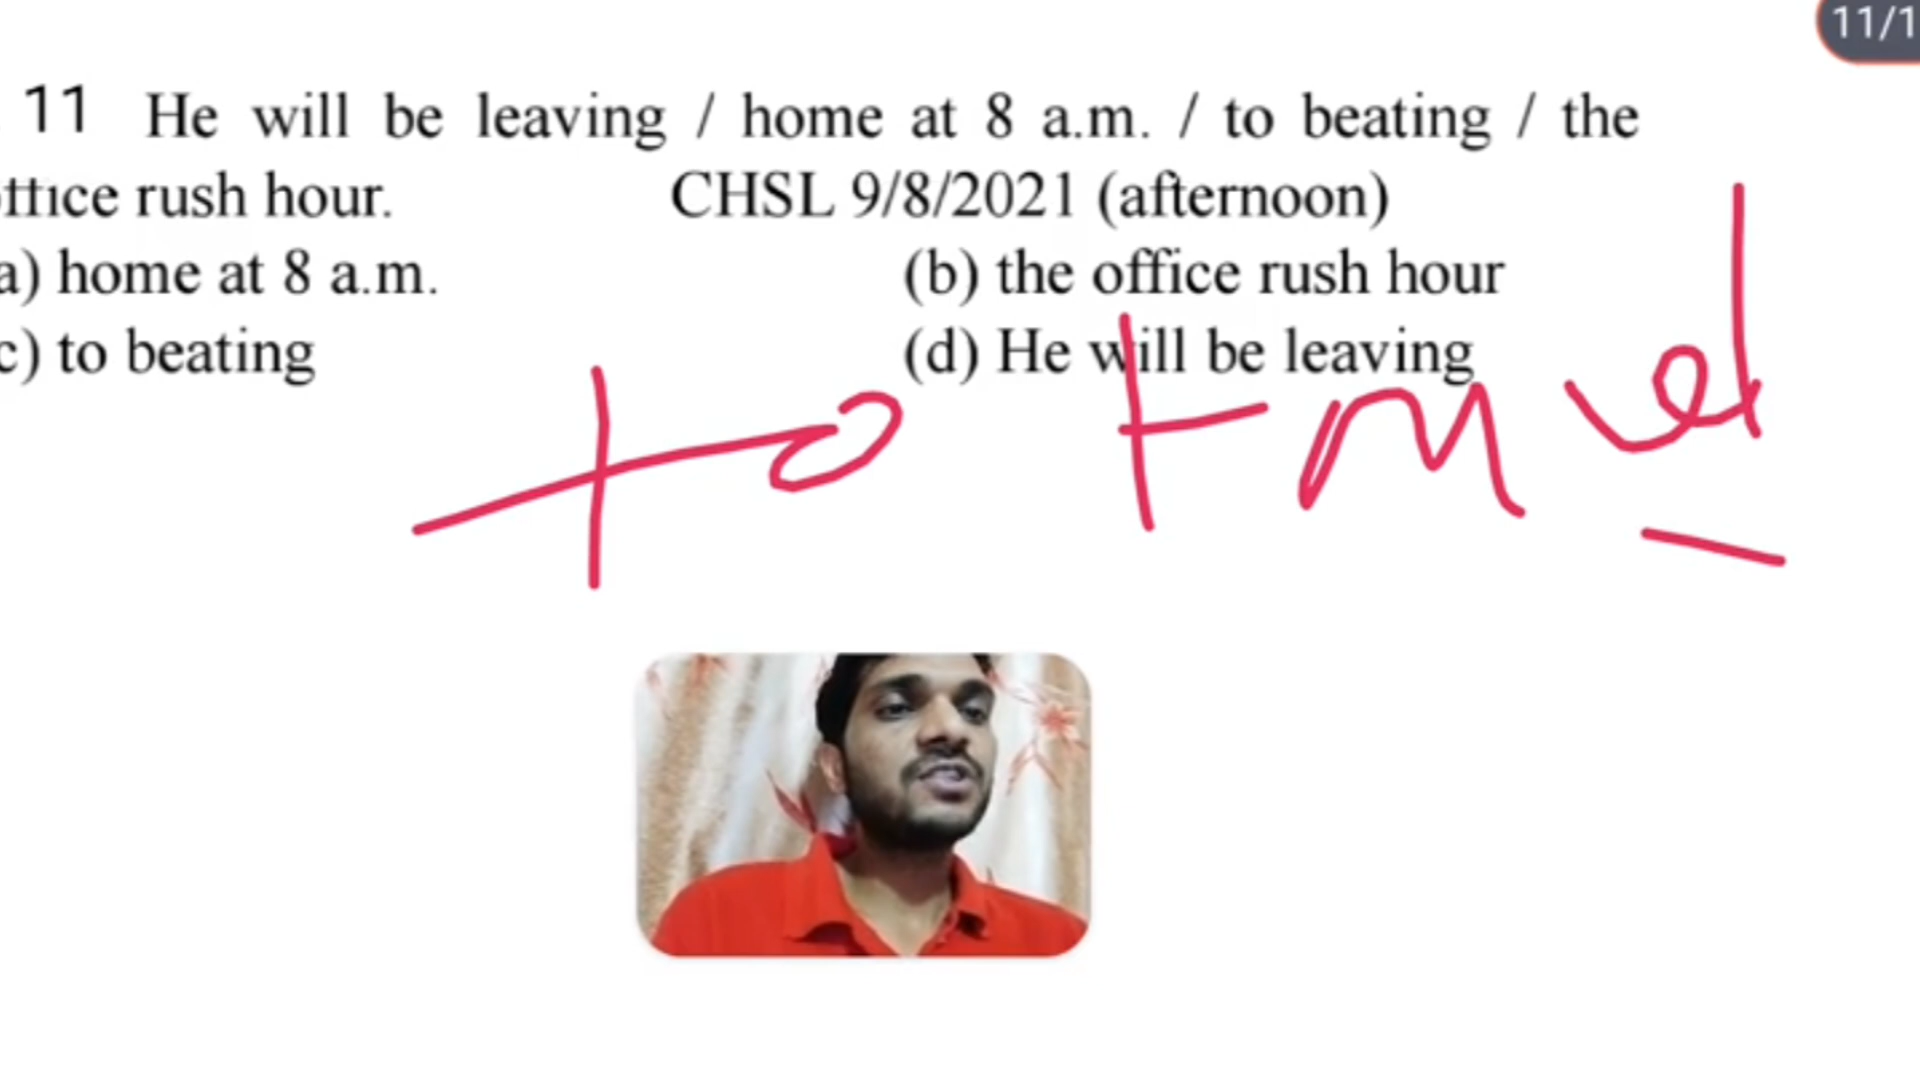 11/1
11 He will be leaving / home at 8 a.m. / to beating / the
office rush hour. CHSL 9/8/2021 (afternoon)
a) home at 8 a.m. (b) the office rush hour
c) to beating (d) He will be leaving
to travel